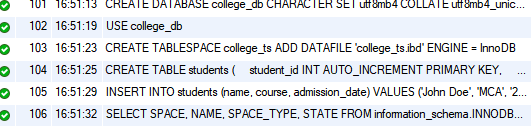 101 16:51:13 CREATE DATABASE college_db CHARACTER SET utf8mb4 COLLATE utf8mb4_unic...
102 16:51:19 USE college_db
103 16:51:23 CREATE TABLESPACE college_ts ADD DATAFILE 'college_ts.ibd' ENGINE = InnoDB
104 16:51:25 CREATE TABLE students ( student_id INT AUTO_INCREMENT PRIMARY KEY, ...
105 16:51:29 INSERT INTO students (name, course, admission_date) VALUES ('John Doe', 'MCA', '2...
106 16:51:32 SELECT SPACE, NAME, SPACE_TYPE, STATE FROM information_schema.INNODB...